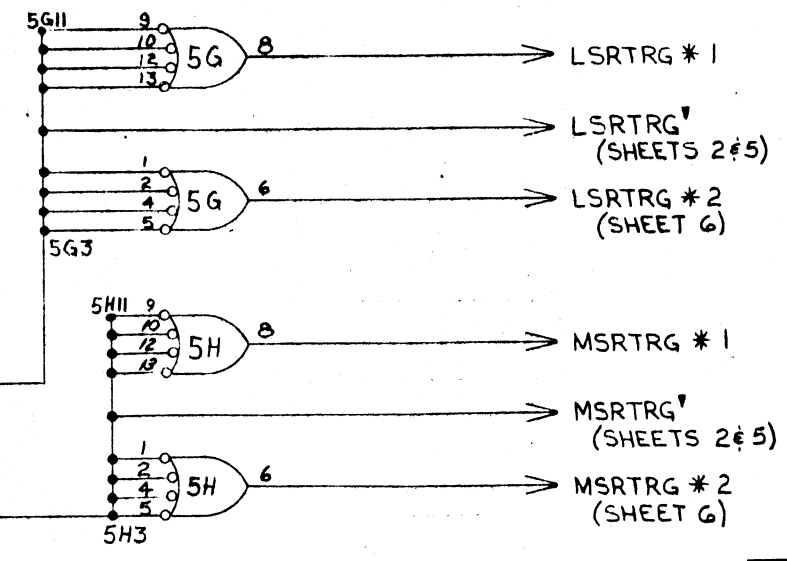 5G11
9
10
12
13
5G
8
LSRTRG * 1
LSRTRG'
(SHEETS 2 & 5)
1
2
4
5
5G
6
LSRTRG * 2
(SHEET 6)
5G3
5H11
9
10
12
13
5H
8
MSRTRG * 1
MSRTRG'
(SHEETS 2 & 5)
1
2
4
5
5H
6
MSRTRG * 2
(SHEET 6)
5H3